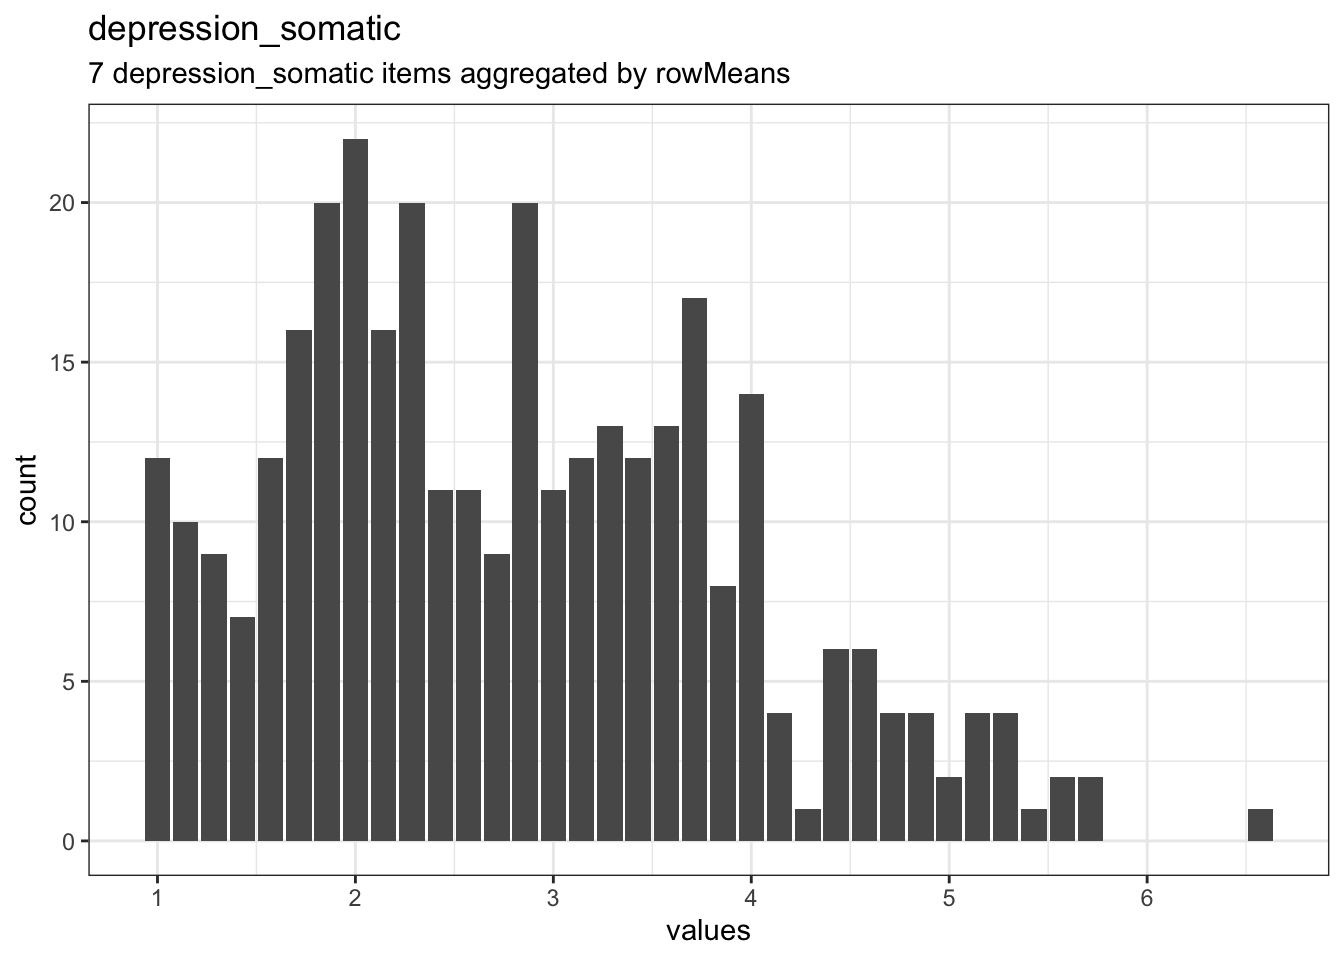 depression_somatic
7 depression_somatic items aggregated by rowMeans
count
20
15
10
5
0
1 2 3 4 5 6
values